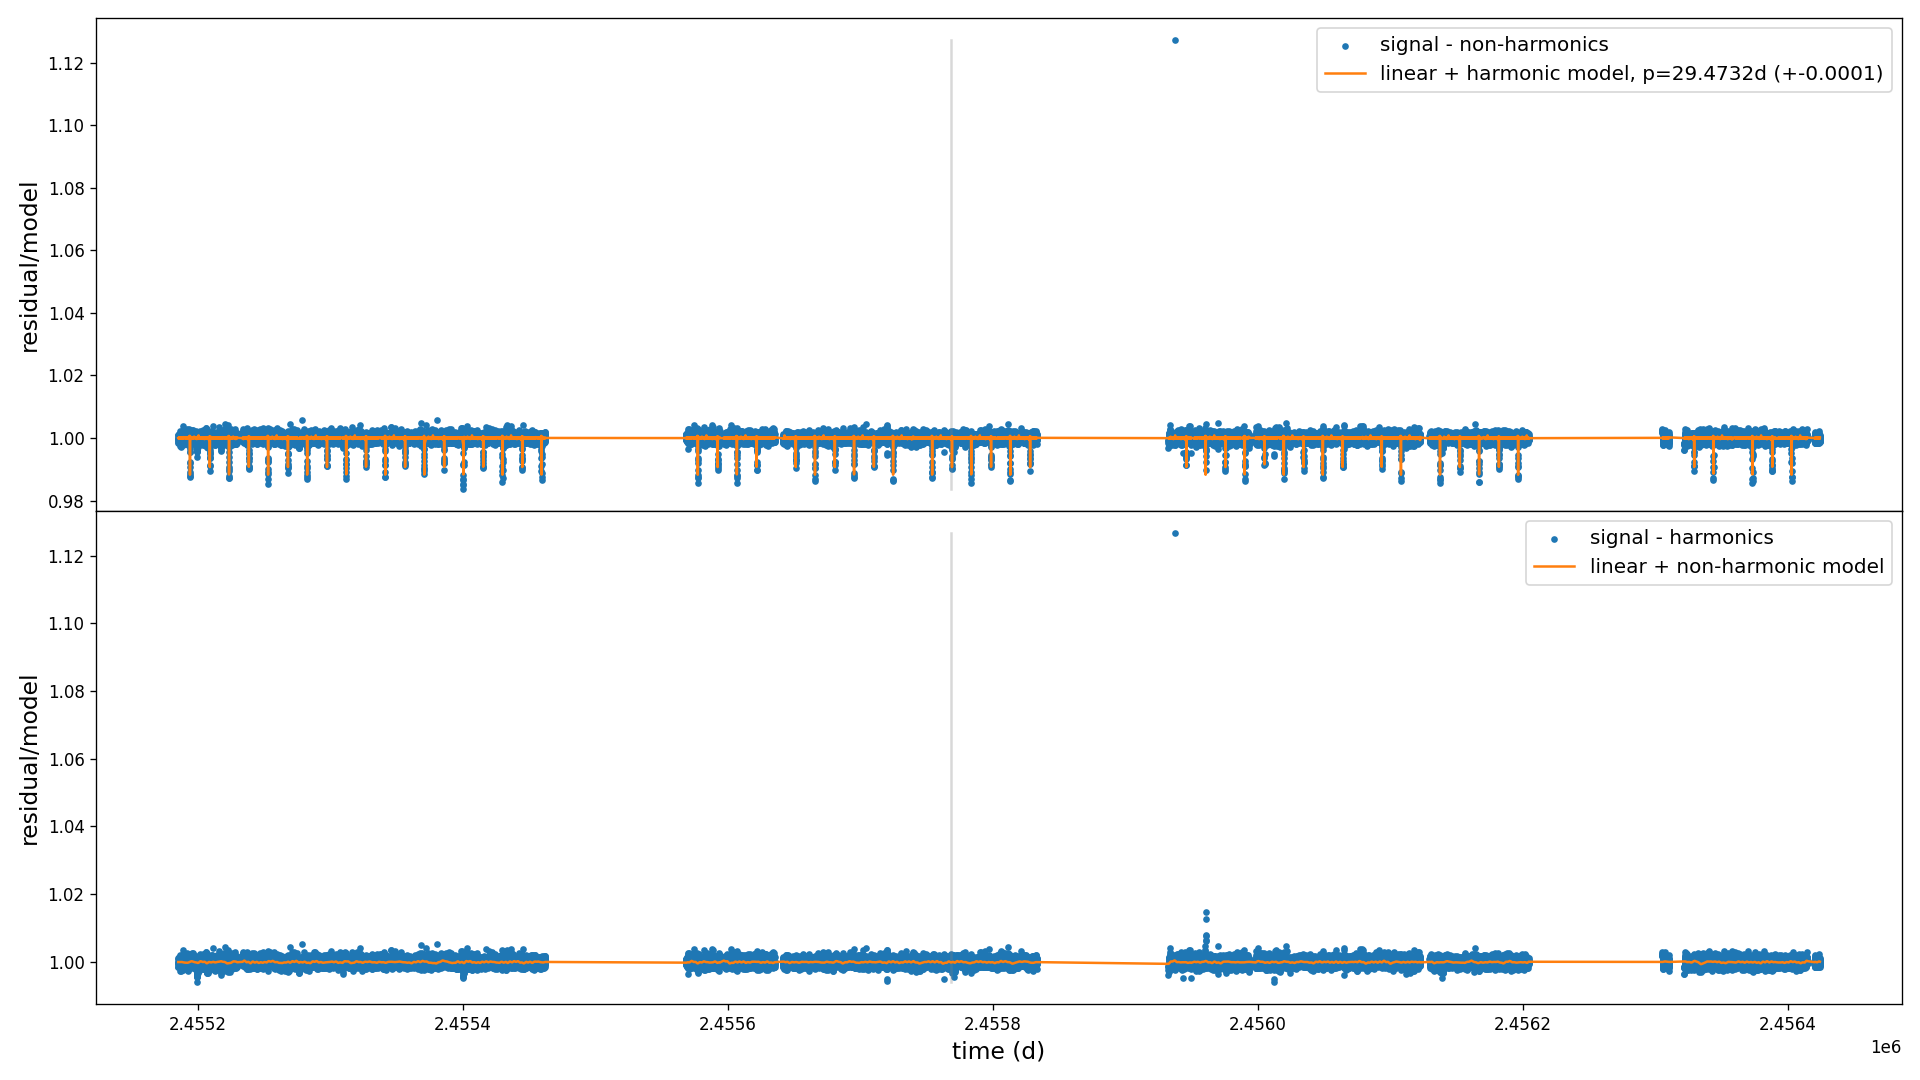 signal - non-harmonics
linear + harmonic model, p=29.4732d (+-0.0001)
residual/model
1.12
1.10
1.08
1.06
1.04
1.02
1.00
0.98
signal - harmonics
linear + non-harmonic model
residual/model
1.12
1.10
1.08
1.06
1.04
1.02
1.00
2.4552 2.4554 2.4556 2.4558 2.4560 2.4562 2.4564
time (d)
1e6